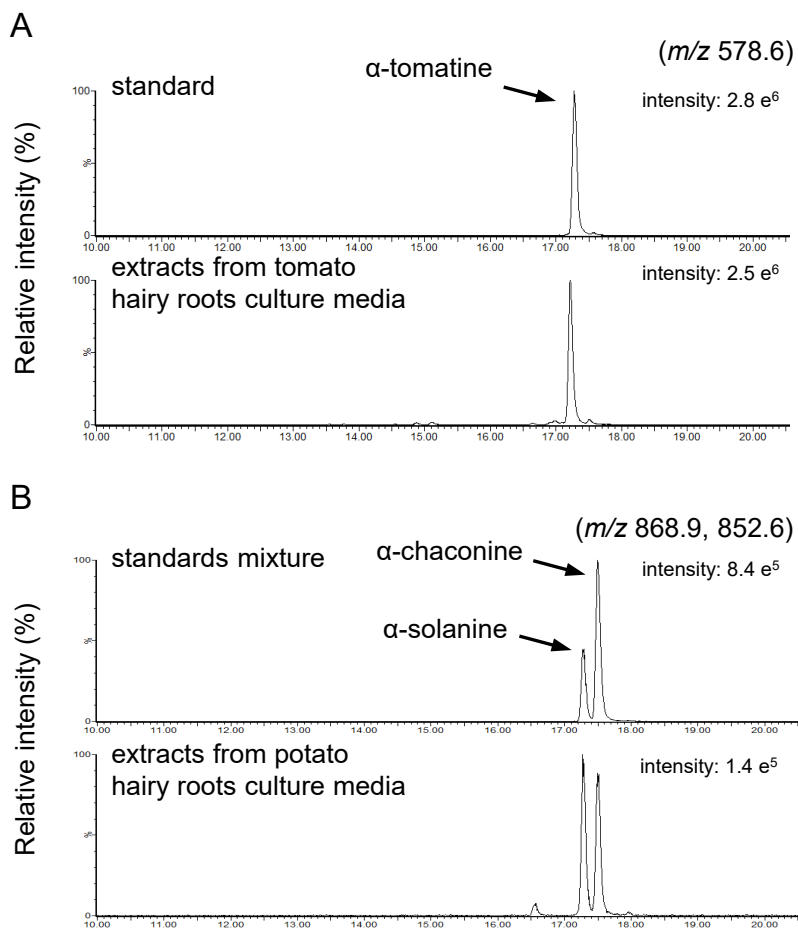 A
(m/z 578.6)
α-tomatine
standard
intensity: 2.8 e⁶
Relative intensity (%)
100
%
0
10.00 11.00 12.00 13.00 14.00 15.00 16.00 17.00 18.00 19.00 20.00
extracts from tomato
hairy roots culture media
intensity: 2.5 e⁶
100
%
0
10.00 11.00 12.00 13.00 14.00 15.00 16.00 17.00 18.00 19.00 20.00
B
(m/z 868.9, 852.6)
α-chaconine
standards mixture
intensity: 8.4 e⁵
α-solanine
Relative intensity (%)
100
%
0
10.00 11.00 12.00 13.00 14.00 15.00 16.00 17.00 18.00 19.00 20.00
extracts from potato
hairy roots culture media
intensity: 1.4 e⁵
100
%
0
10.00 11.00 12.00 13.00 14.00 15.00 16.00 17.00 18.00 19.00 20.00